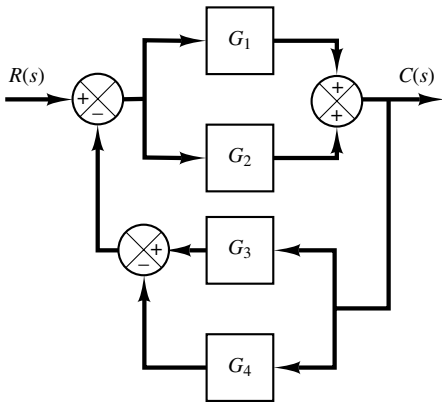 G₁
R(s)
C(s)
+
−
+
+
G₂
G₃
+
−
G₄